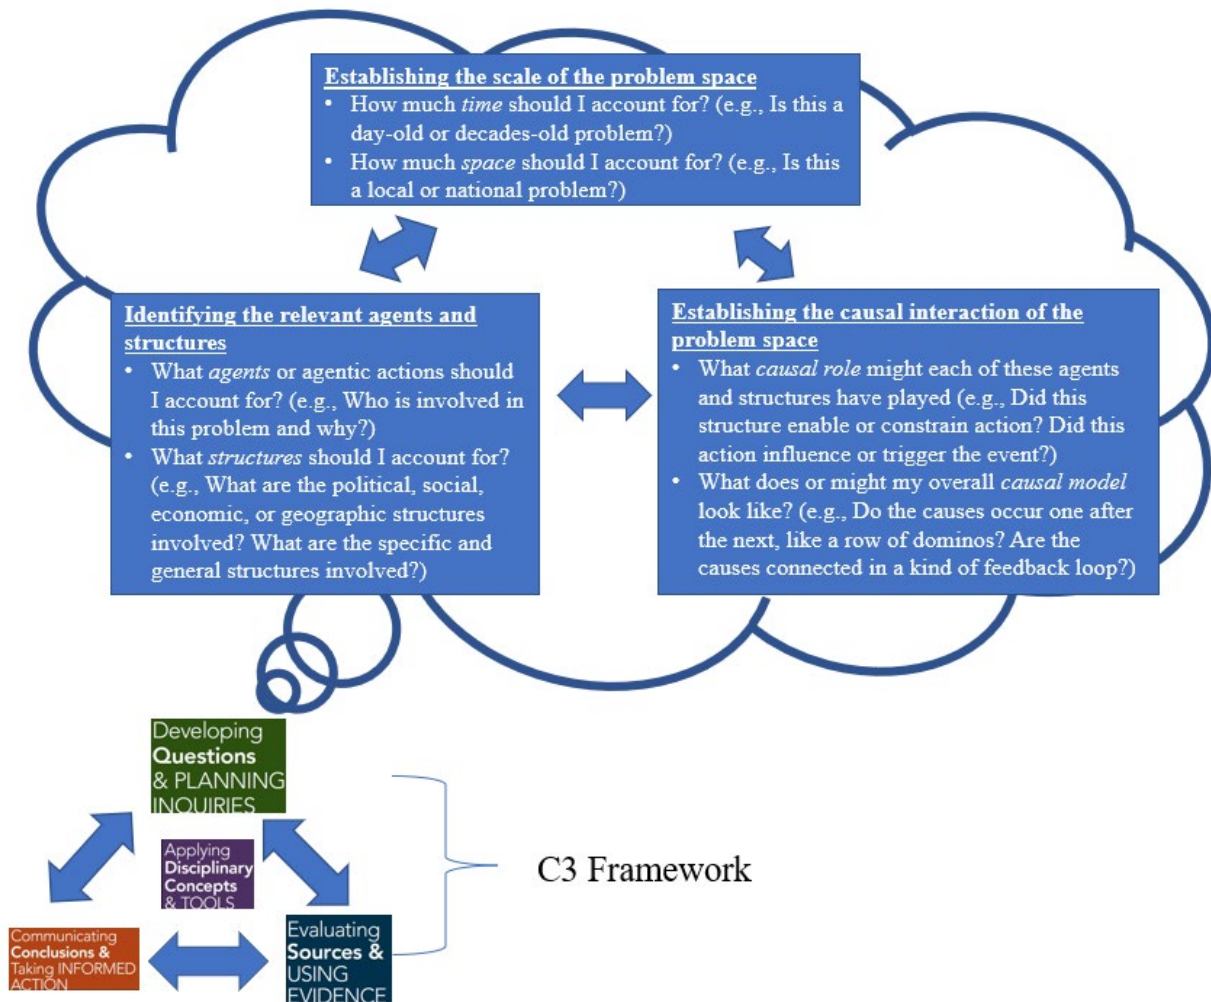 Establishing the scale of the problem space
• How much time should I account for? (e.g., Is this a
day-old or decades-old problem?)
• How much space should I account for? (e.g., Is this
a local or national problem?)
Identifying the relevant agents and
structures
• What agents or agentic actions should
I account for? (e.g., Who is involved in
this problem and why?)
• What structures should I account for?
(e.g., What are the political, social,
economic, or geographic structures
involved? What are the specific and
general structures involved?)
Establishing the causal interaction of the
problem space
• What causal role might each of these agents
and structures have played (e.g., Did this
structure enable or constrain action? Did this
action influence or trigger the event?)
• What does or might my overall causal model
look like? (e.g., Do the causes occur one after
the next, like a row of dominos? Are the
causes connected in a kind of feedback loop?)
Developing
Questions
& PLANNING
INQUIRIES
Applying
Disciplinary
Concepts
& TOOLS
C3 Framework
Communicating
Conclusions &
Taking INFORMED
ACTION
Evaluating
Sources &
USING
EVIDENCE